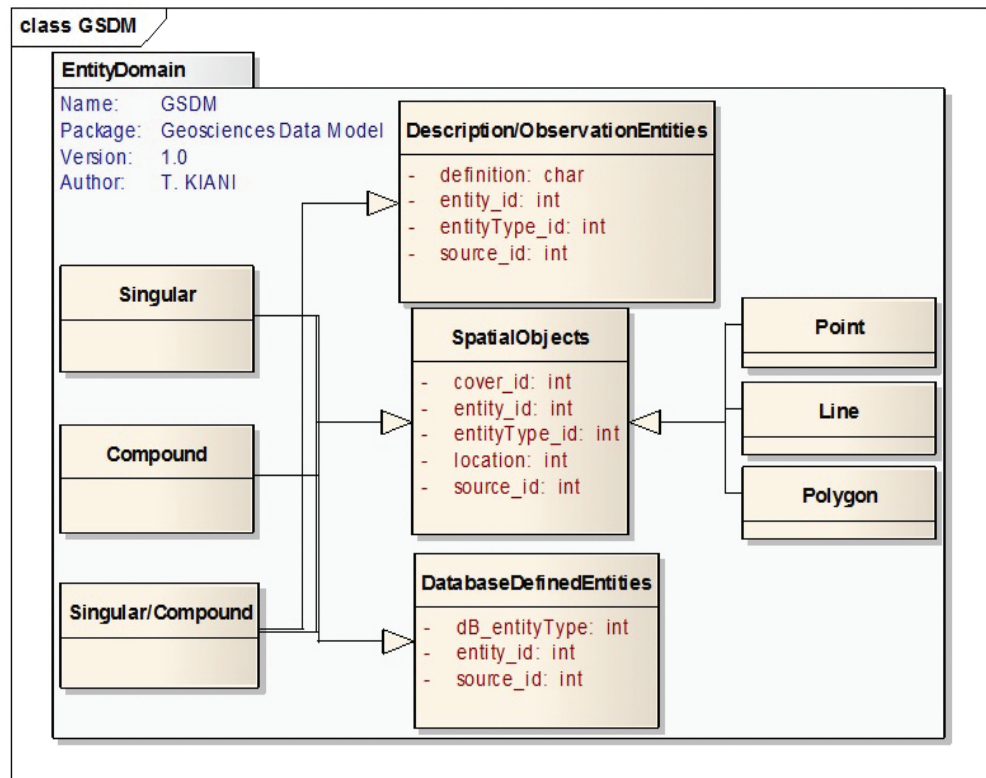 class GSDM
EntityDomain
Name: GSDM
Package: Geosciences Data Model
Version: 1.0
Author: T. KIANI
Description/ObservationEntities
- definition: char
- entity_id: int
- entityType_id: int
- source_id: int
Singular
Compound
Singular/Compound
SpatialObjects
- cover_id: int
- entity_id: int
- entityType_id: int
- location: int
- source_id: int
Point
Line
Polygon
DatabaseDefinedEntities
- dB_entityType: int
- entity_id: int
- source_id: int